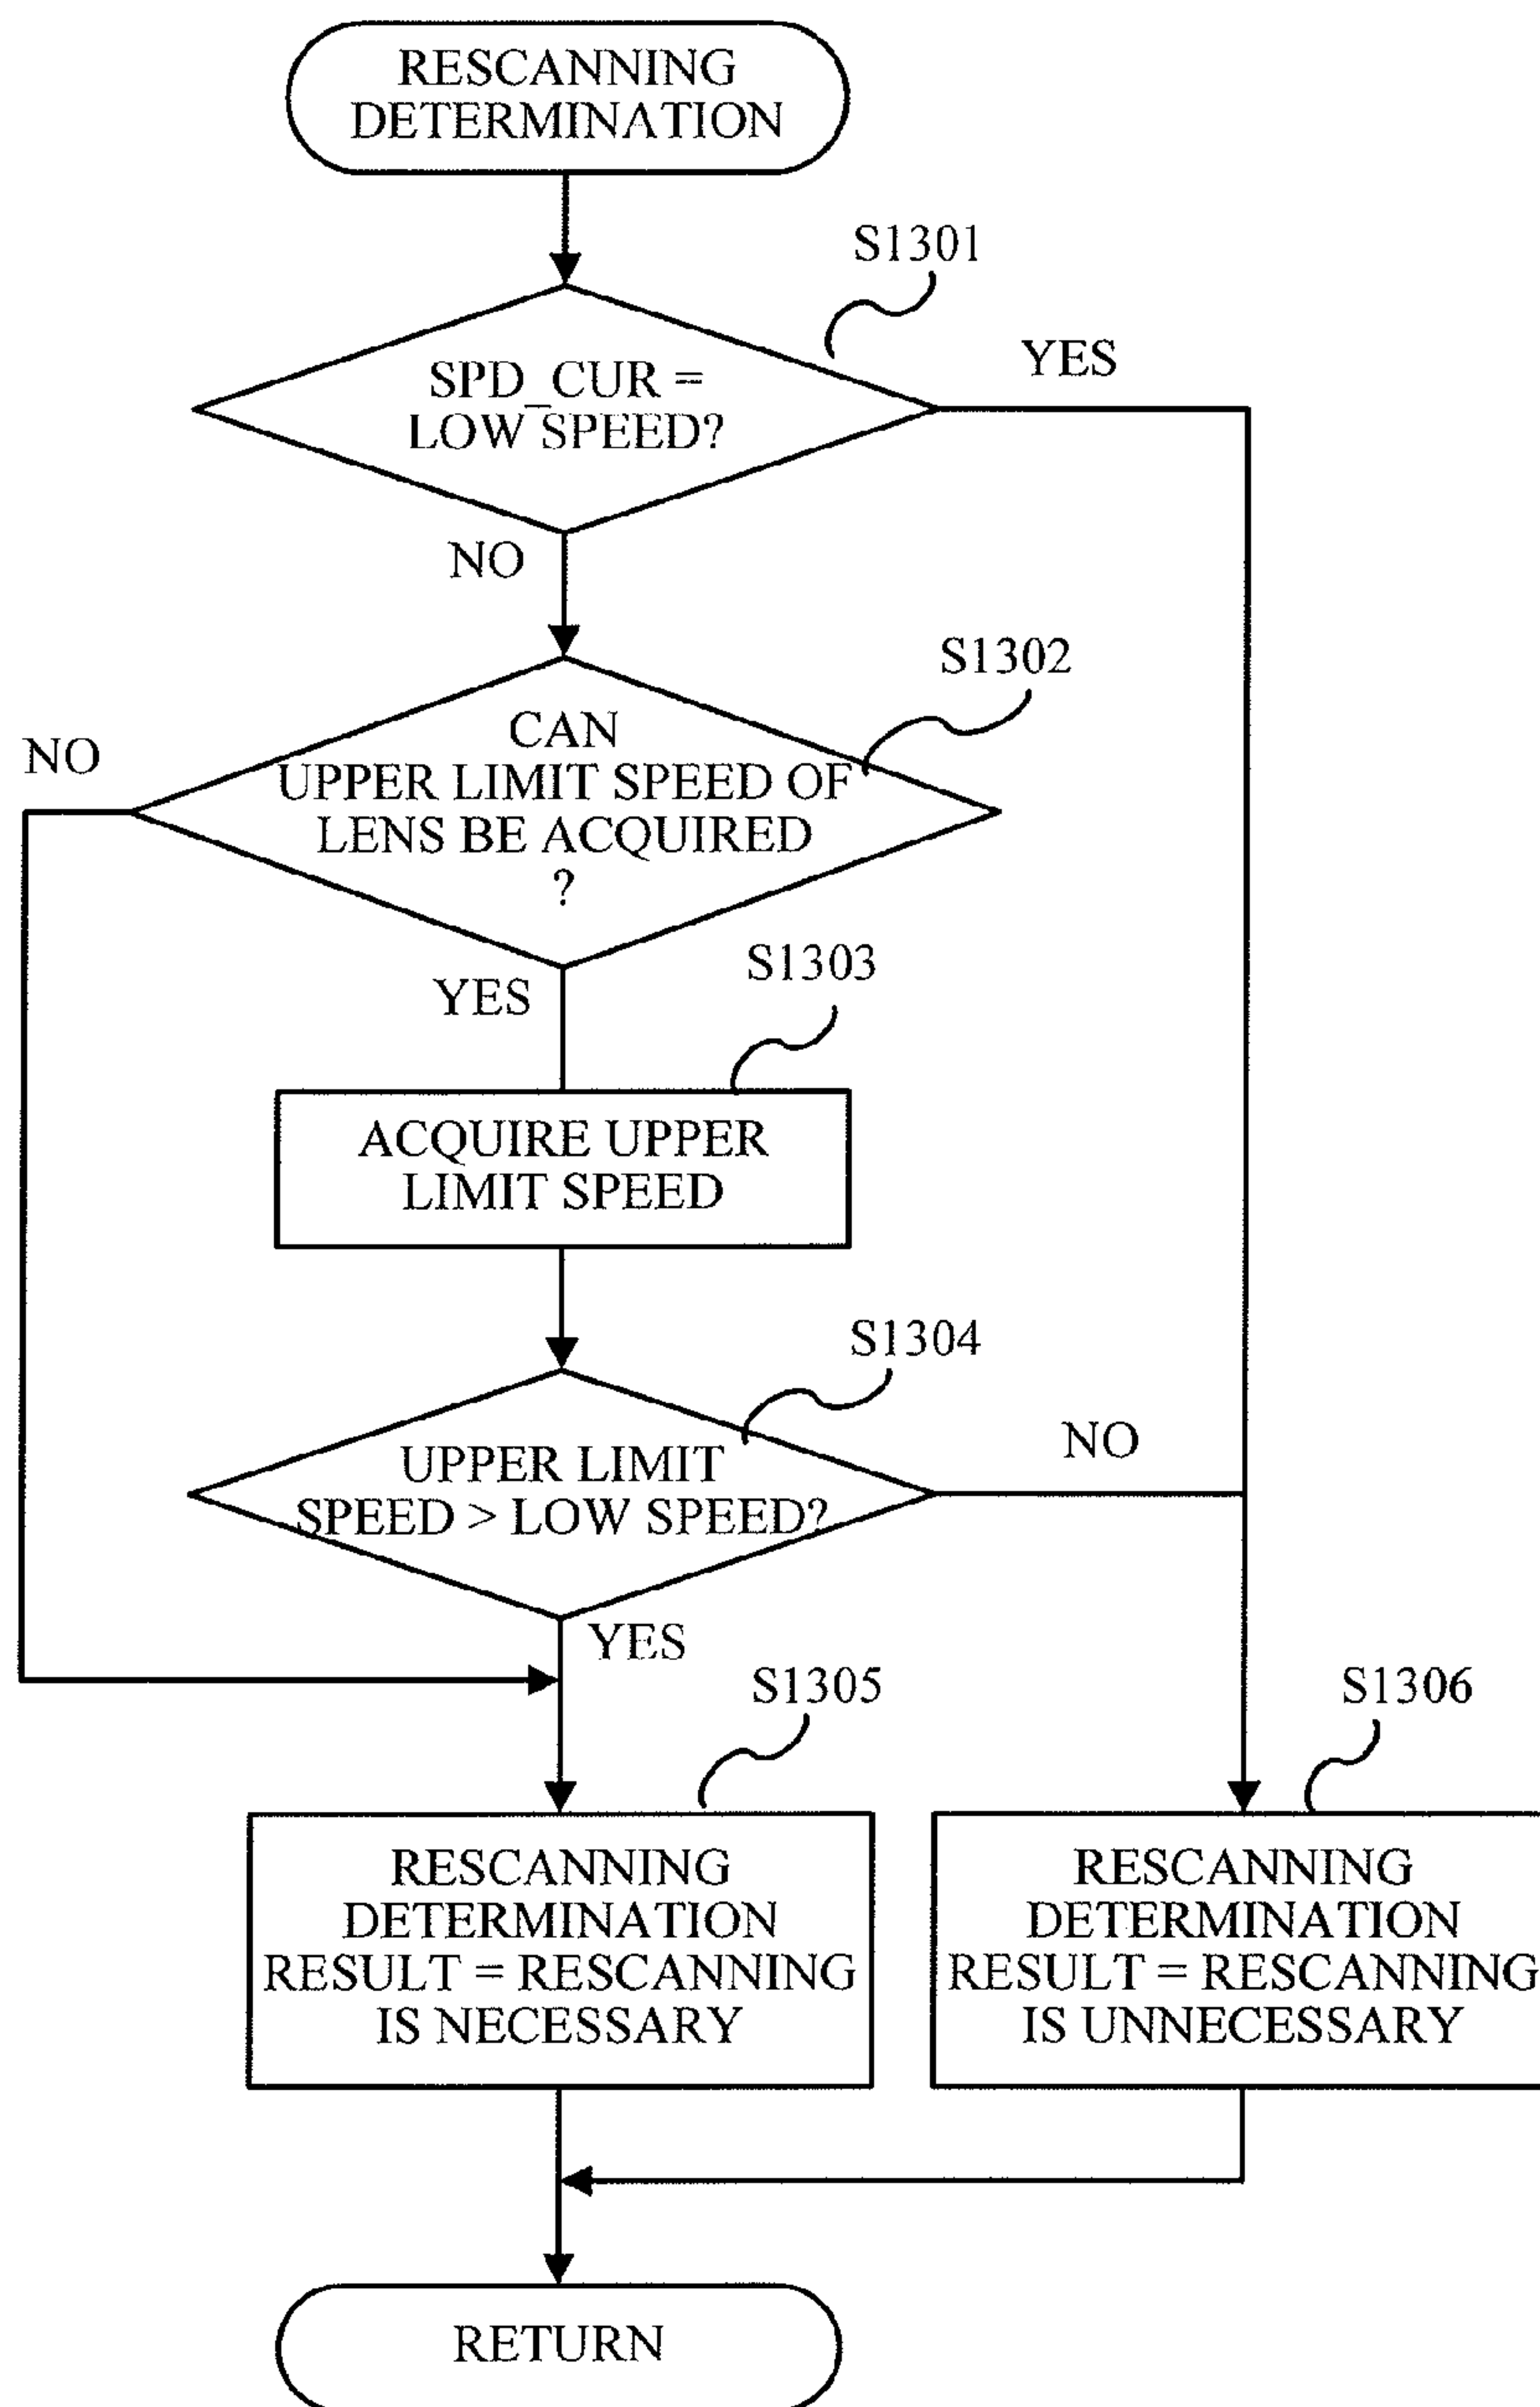 RESCANNING
DETERMINATION
S1301
SPD_CUR =
LOW SPEED?
YES
NO
S1302
CAN
UPPER LIMIT SPEED OF
LENS BE ACQUIRED
?
NO
YES
S1303
ACQUIRE UPPER
LIMIT SPEED
S1304
UPPER LIMIT
SPEED > LOW SPEED?
NO
YES
S1305
S1306
RESCANNING
DETERMINATION
RESULT = RESCANNING
IS NECESSARY
RESCANNING
DETERMINATION
RESULT = RESCANNING
IS UNNECESSARY
RETURN